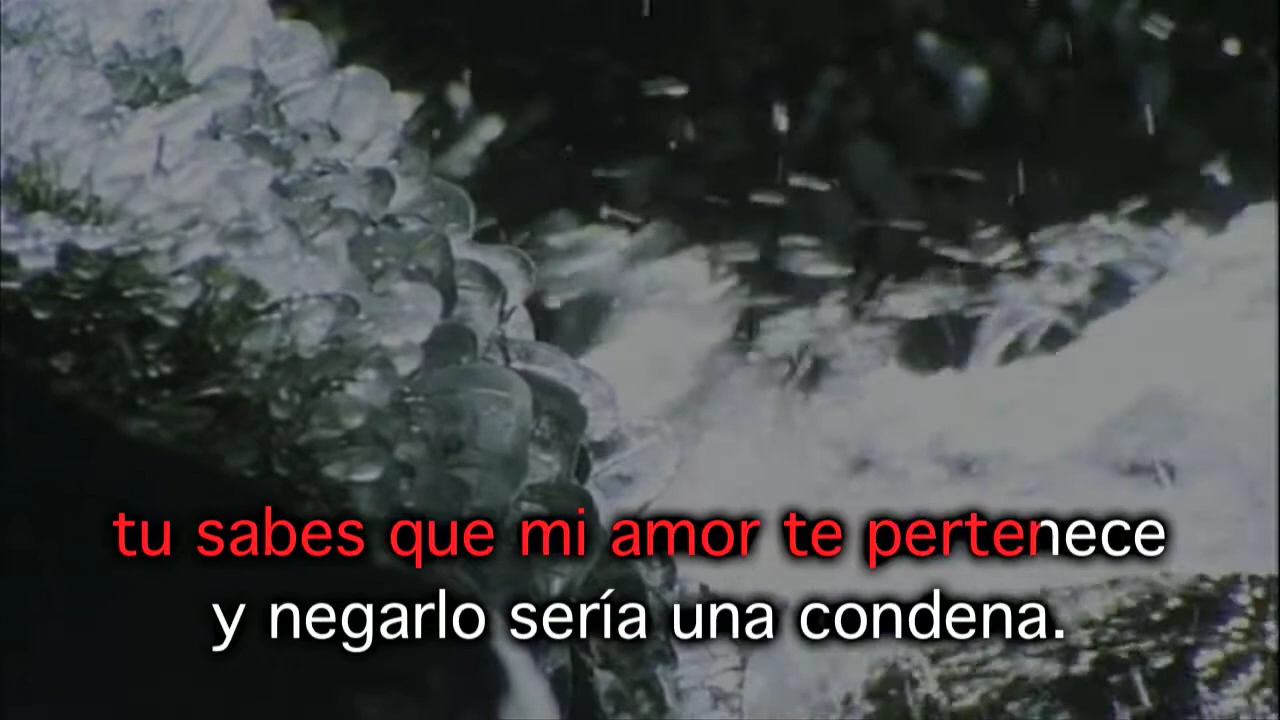 tu sabes que mi amor te pertenece
y negarlo sería una condena.